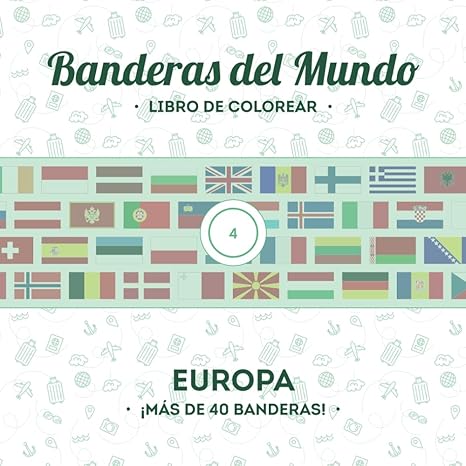 Banderas del Mundo
• LIBRO DE COLOREAR •
4
EUROPA
• ¡MÁS DE 40 BANDERAS! •